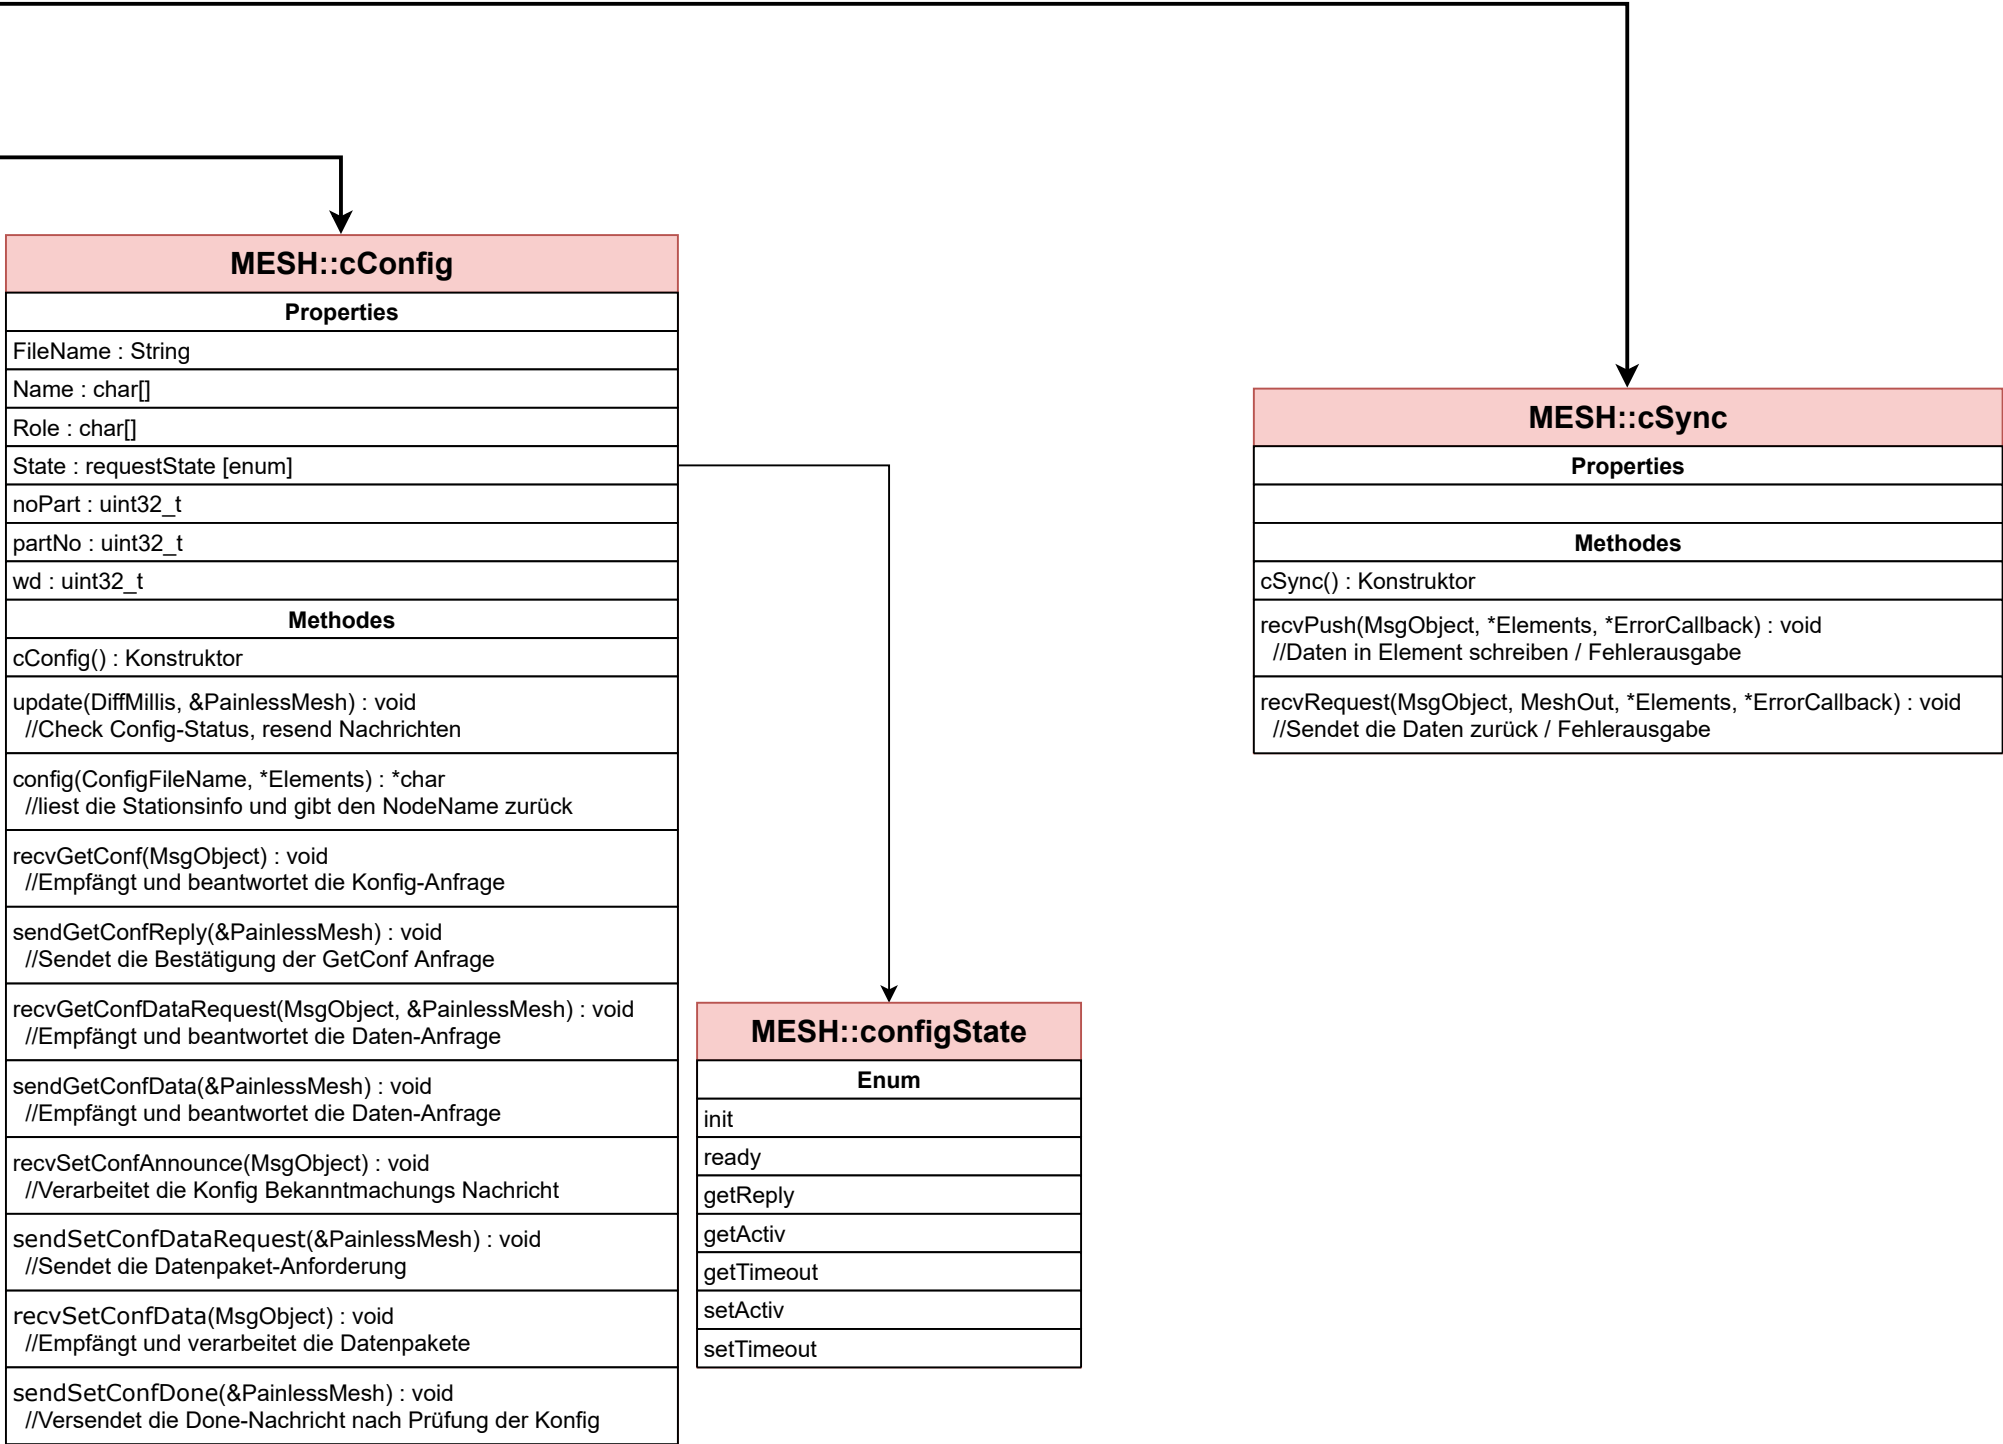 MESH::cConfig
Properties
FileName : String
Name : char[]
Role : char[]
State : requestState [enum]
noPart : uint32_t
partNo : uint32_t
wd : uint32_t
Methodes
cConfig() : Konstruktor
update(DiffMillis, &PainlessMesh) : void
//Check Config-Status, resend Nachrichten
config(ConfigFileName, *Elements) : *char
//liest die Stationsinfo und gibt den NodeName zurück
recvGetConf(MsgObject) : void
//Empfängt und beantwortet die Konfig-Anfrage
sendGetConfReply(&PainlessMesh) : void
//Sendet die Bestätigung der GetConf Anfrage
recvGetConfDataRequest(MsgObject, &PainlessMesh) : void
//Empfängt und beantwortet die Daten-Anfrage
sendGetConfData(&PainlessMesh) : void
//Empfängt und beantwortet die Daten-Anfrage
recvSetConfAnnounce(MsgObject) : void
//Verarbeitet die Konfig Bekanntmachungs Nachricht
sendSetConfDataRequest(&PainlessMesh) : void
//Sendet die Datenpaket-Anforderung
recvSetConfData(MsgObject) : void
//Empfängt und verarbeitet die Datenpakete
sendSetConfDone(&PainlessMesh) : void
//Versendet die Done-Nachricht nach Prüfung der Konfig
MESH::configState
Enum
init
ready
getReply
getActiv
getTimeout
setActiv
setTimeout
MESH::cSync
Properties
Methodes
cSync() : Konstruktor
recvPush(MsgObject, *Elements, *ErrorCallback) : void
//Daten in Element schreiben / Fehlerausgabe
recvRequest(MsgObject, MeshOut, *Elements, *ErrorCallback) : void
//Sendet die Daten zurück / Fehlerausgabe